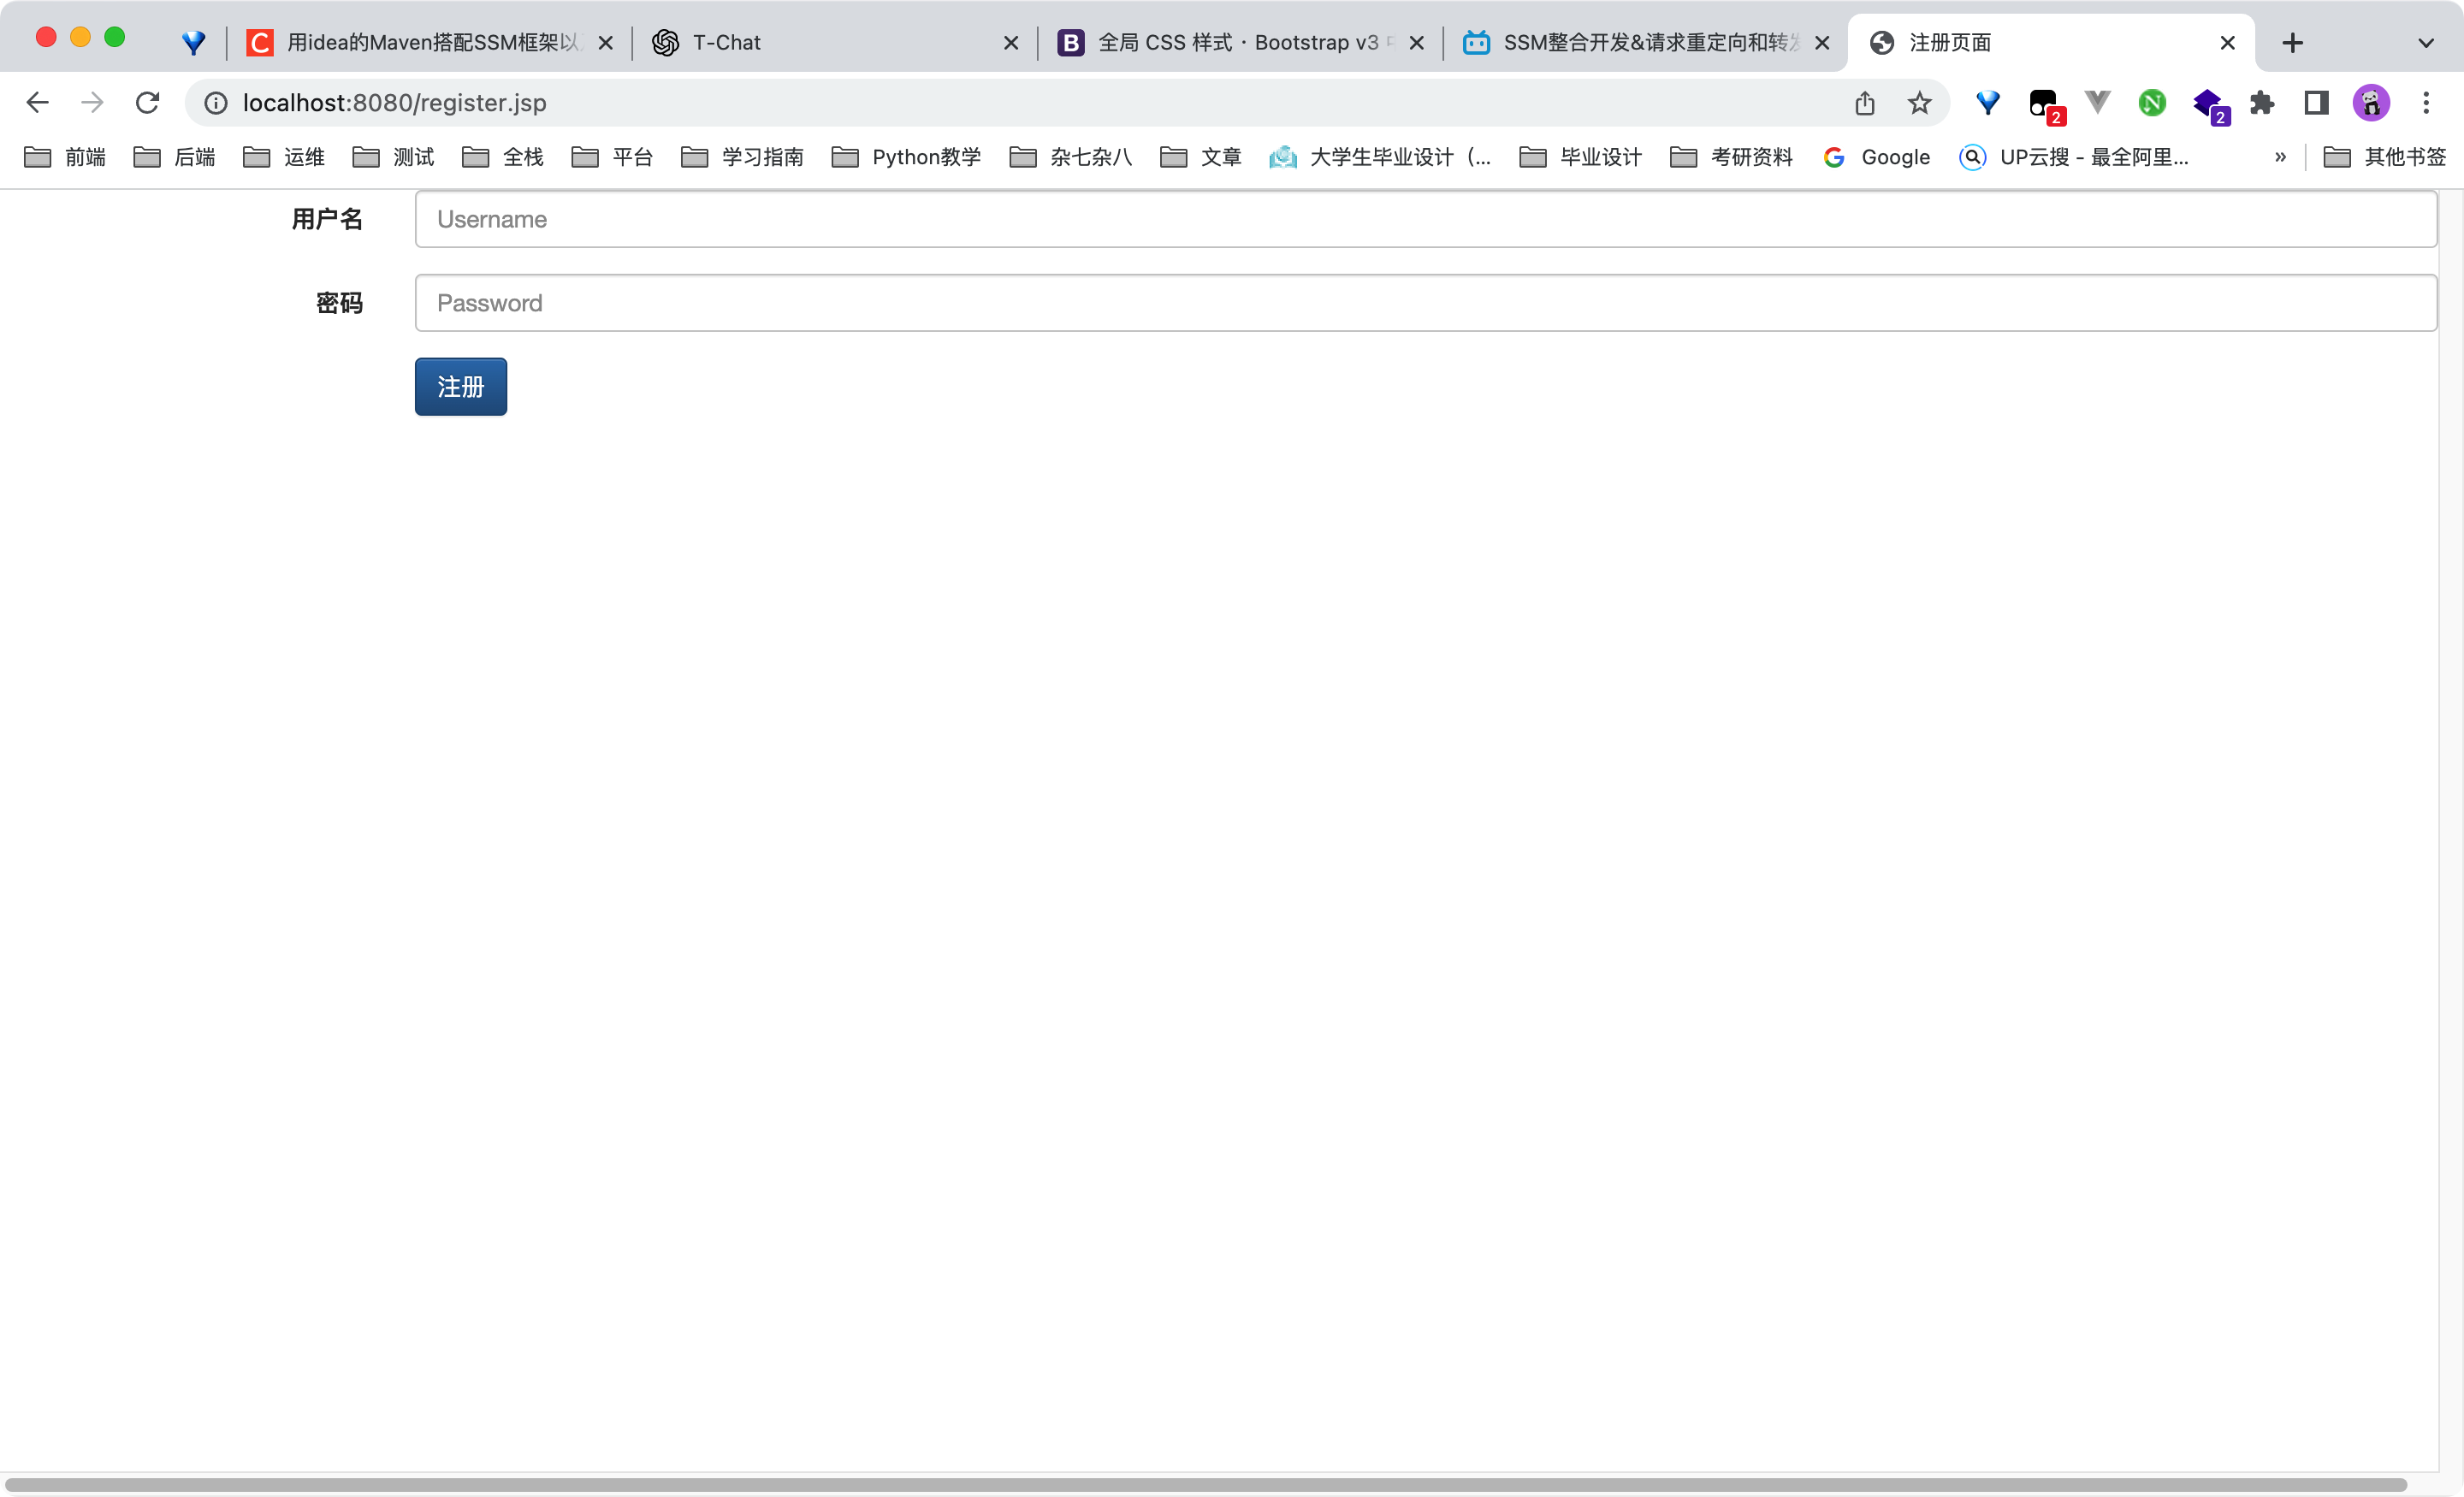 用idea的Maven搭配SSM框架以
T-Chat
全局 CSS 样式 · Bootstrap v3
SSM整合开发&请求重定向和转发
注册页面
localhost:8080/register.jsp
2
2
前端
后端
运维
测试
全栈
平台
学习指南
Python教学
杂七杂八
文章
大学生毕业设计（...
毕业设计
考研资料
Google
UP云搜 - 最全阿里...
»
其他书签
用户名
Username
密码
Password
注册